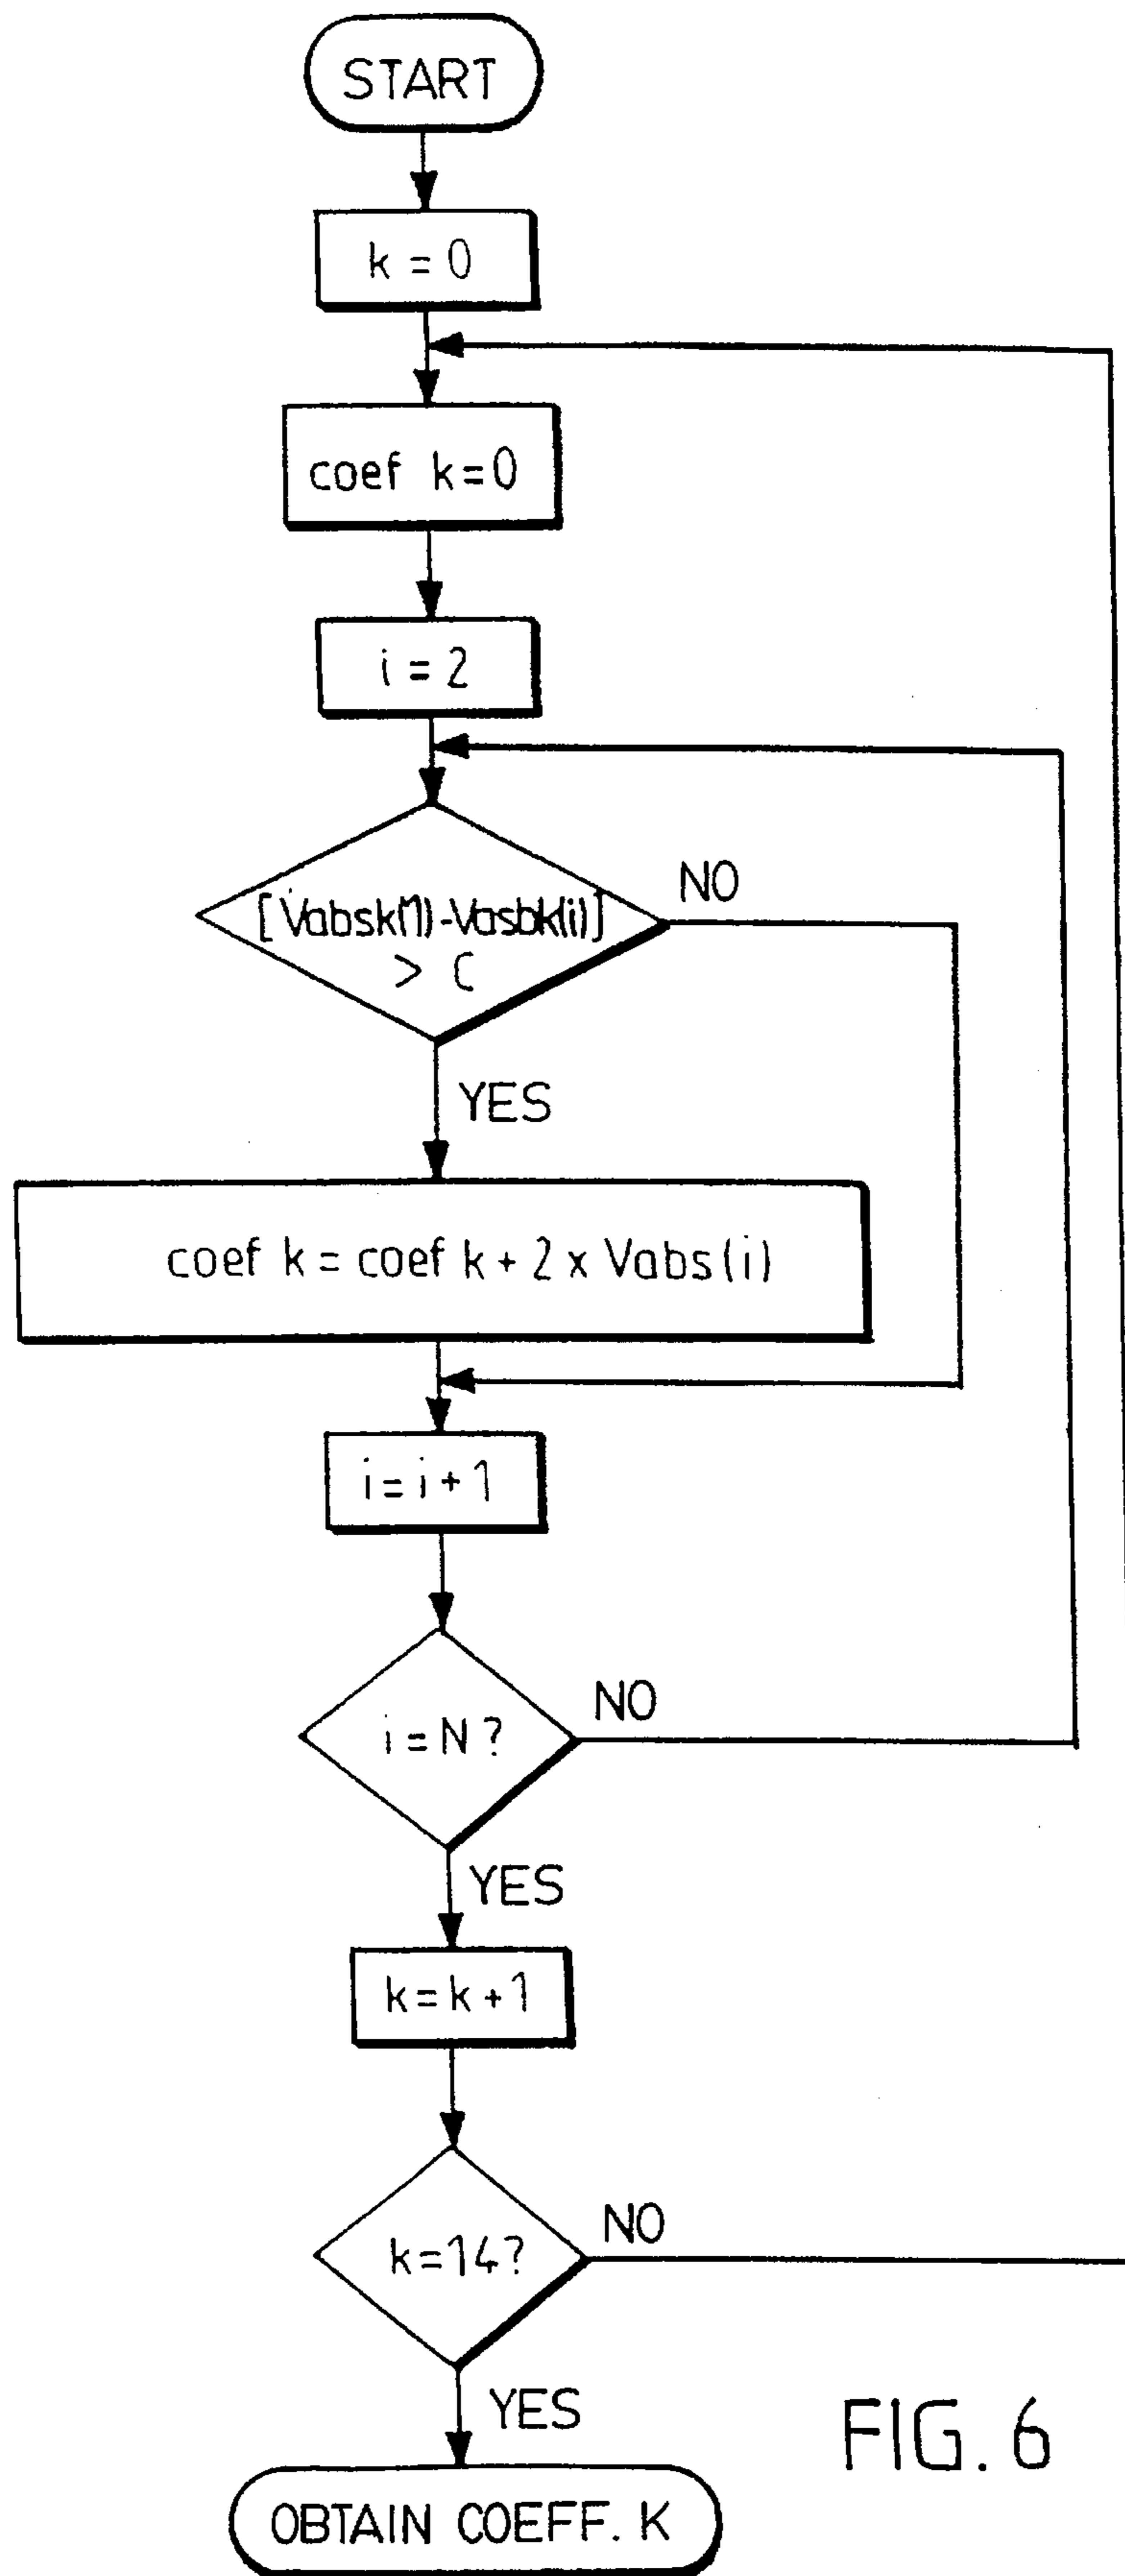 START
k = 0
coef k=0
i = 2
[Vabsk(1)-Vasbk(i)]
> C
NO
YES
coef k = coef k + 2 x Vabs(i)
i = i + 1
i = N ?
NO
YES
k = k + 1
k=14?
NO
YES
OBTAIN COEFF. K
FIG. 6